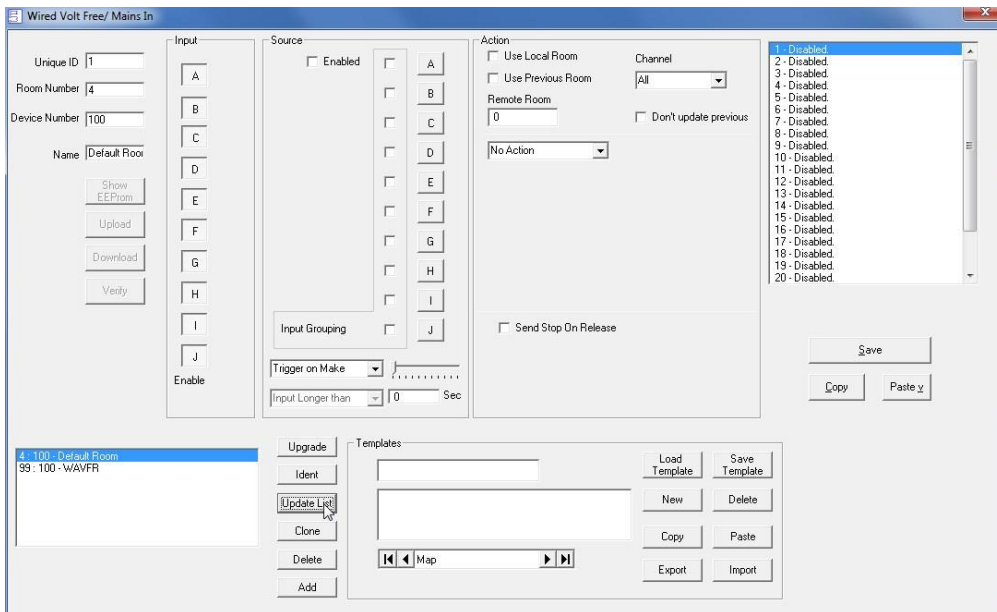 Wired Volt Free/ Mains In
Unique ID 1
Room Number 4
Device Number 100
Name Default Roor
Show EEProm
Upload
Download
Verify
Input
A
B
C
D
E
F
G
H
I
J
Enable
Source
Enabled
A
B
C
D
E
F
G
H
I
Input Grouping
J
Trigger on Make
Input Longer than 0 Sec
Action
Use Local Room
Use Previous Room
Remote Room
0
Channel
All
Don't update previous
No Action
Send Stop On Release
1 - Disabled.
2 - Disabled.
3 - Disabled.
4 - Disabled.
5 - Disabled.
6 - Disabled.
7 - Disabled.
8 - Disabled.
9 - Disabled.
10 - Disabled.
11 - Disabled.
12 - Disabled.
13 - Disabled.
14 - Disabled.
15 - Disabled.
16 - Disabled.
17 - Disabled.
18 - Disabled.
19 - Disabled.
20 - Disabled.
Save
Copy
Paste v
4 : 100 - Default Room
99 : 100 - WAVFR
Upgrade
Ident
Update List
Clone
Delete
Add
Templates
Map
Load Template
Save Template
New
Delete
Copy
Paste
Export
Import